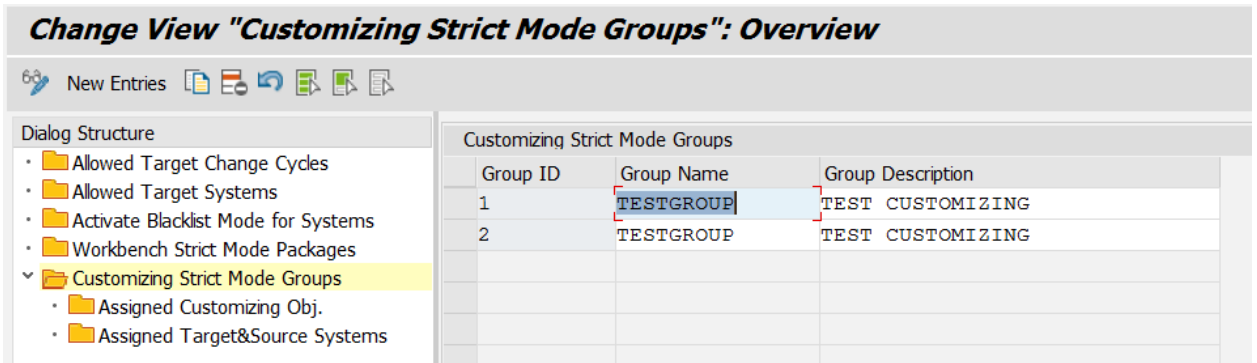 Change View "Customizing Strict Mode Groups": Overview
New Entries
Dialog Structure
Allowed Target Change Cycles
Allowed Target Systems
Activate Blacklist Mode for Systems
Workbench Strict Mode Packages
Customizing Strict Mode Groups
Assigned Customizing Obj.
Assigned Target&Source Systems
Customizing Strict Mode Groups
Group ID Group Name Group Description
1 TESTGROUP TEST CUSTOMIZING
2 TESTGROUP TEST CUSTOMIZING